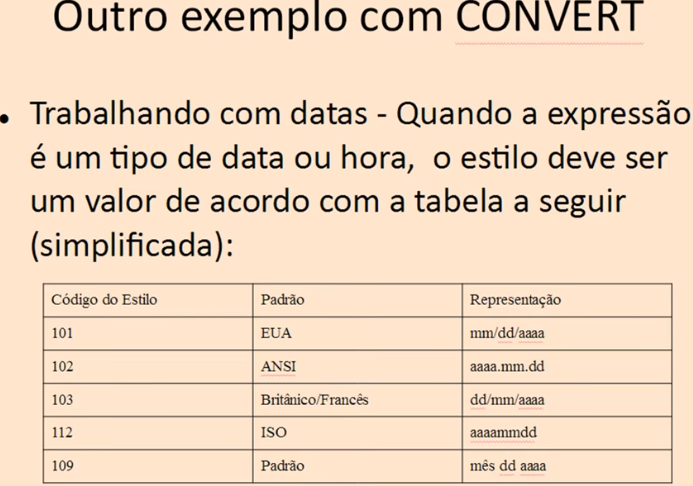 Outro exemplo com CONVERT
• Trabalhando com datas - Quando a expressão
é um tipo de data ou hora, o estilo deve ser
um valor de acordo com a tabela a seguir
(simplificada):
Código do Estilo Padrão Representação
101 EUA mm/dd/aaaa
102 ANSI aaaa.mm.dd
103 Britânico/Francês dd/mm/aaaa
112 ISO aaaammdd
109 Padrão mês dd aaaa